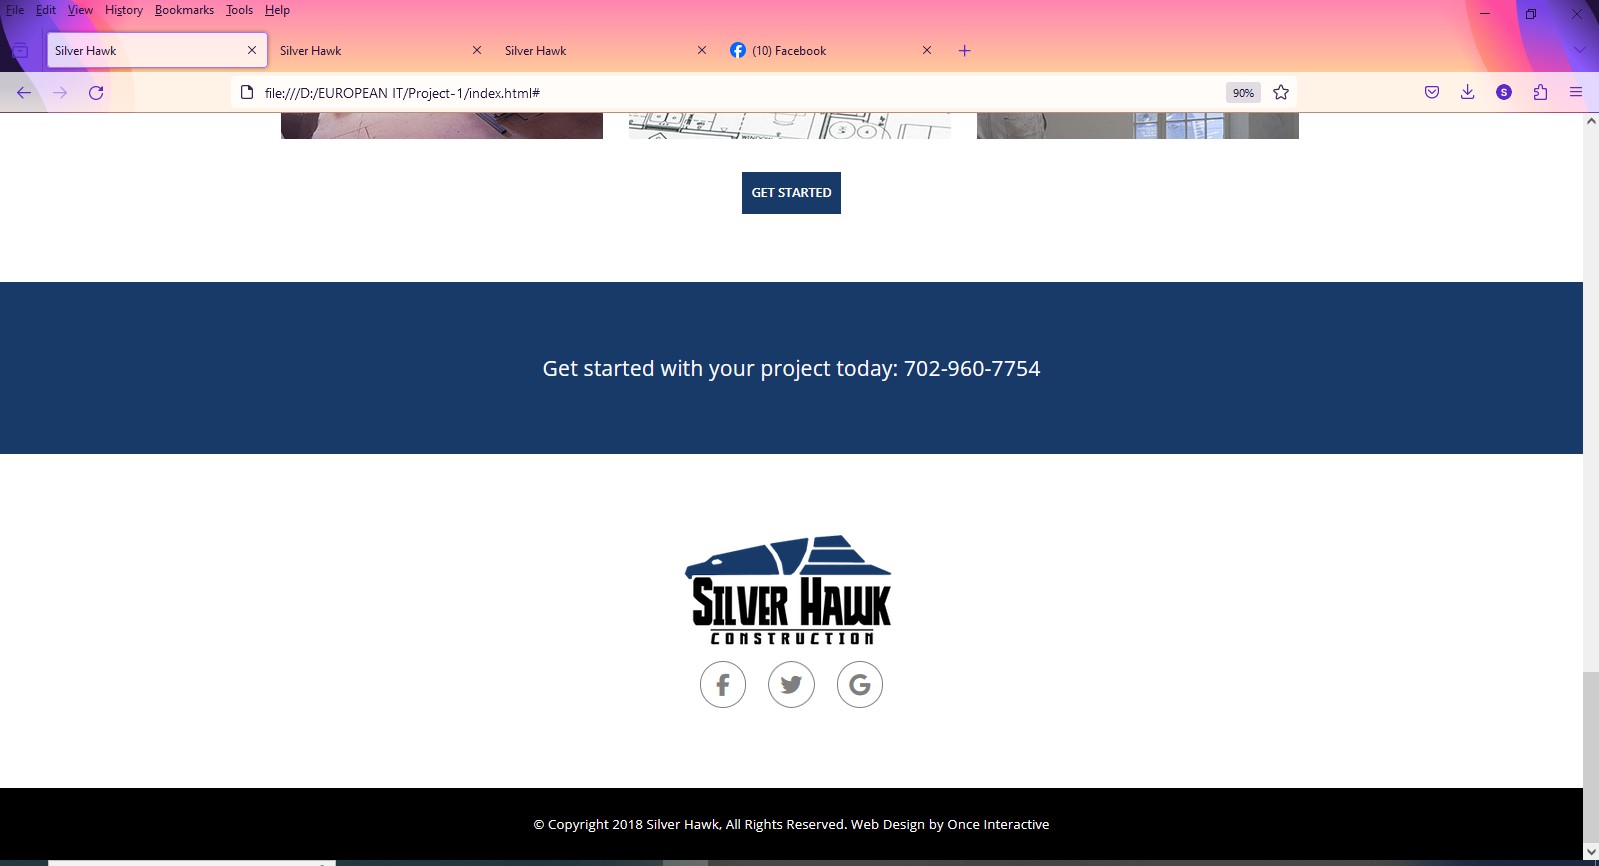 File Edit View History Bookmarks Tools Help
Silver Hawk Silver Hawk Silver Hawk (10) Facebook
file:///D:/EUROPEAN IT/Project-1/index.html# 90% S
GET STARTED
Get started with your project today: 702-960-7754
SILVER HAWK
CONSTRUCTION
© Copyright 2018 Silver Hawk, All Rights Reserved. Web Design by Once Interactive